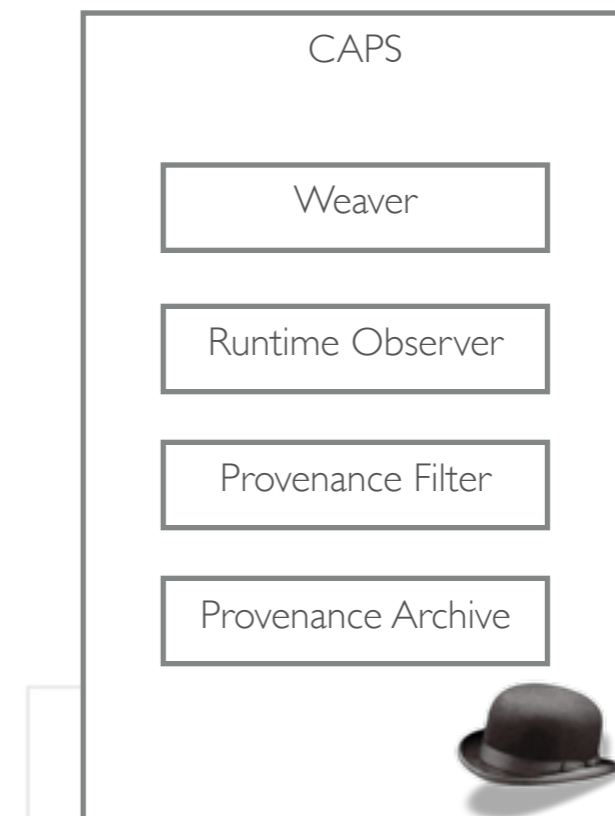 CAPS
Weaver
Runtime Observer
Provenance Filter
Provenance Archive